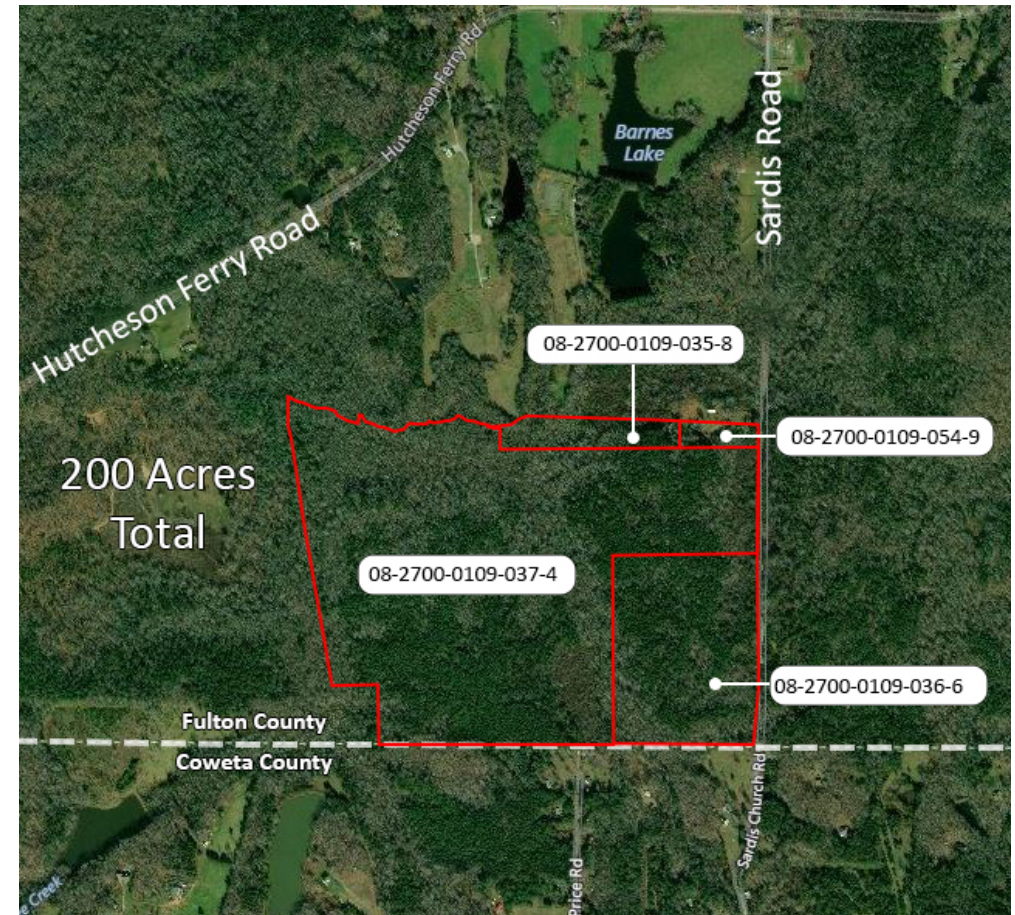 Hutcheson Ferry Rd
Sardis Road
Barnes
Lake
Hutcheson Ferry Road
08-2700-0109-035-8
08-2700-0109-054-9
200 Acres
Total
08-2700-0109-037-4
08-2700-0109-036-6
Fulton County
Coweta County
Sardis Church Rd
Price Rd
Creek